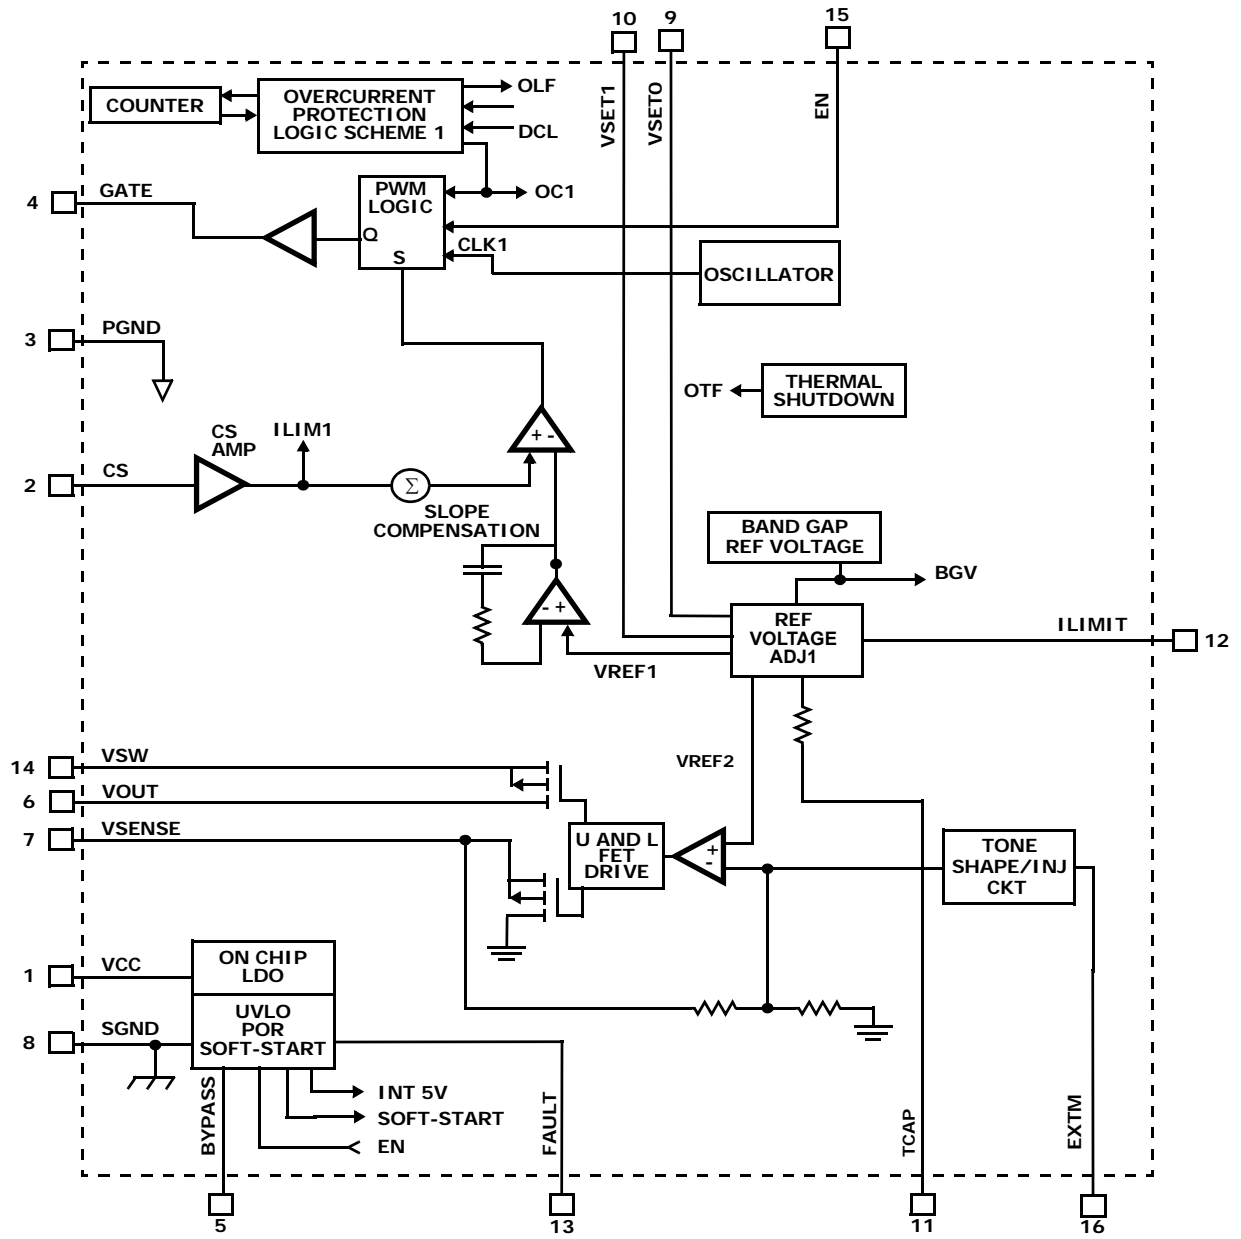 10
9
15
COUNTER
OVERCURRENT
PROTECTION
LOGIC SCHEME 1
OLF
DCL
VSET1
VSET0
EN
4
GATE
PWM
LOGIC
Q
S
OC1
CLK1
OSCILLATOR
3
PGND
OTF
THERMAL
SHUTDOWN
CS
AMP
ILIM1
+ -
2
CS
Σ
SLOPE
COMPENSATION
BAND GAP
REF VOLTAGE
BGV
- +
VREF1
REF
VOLTAGE
ADJ1
ILIMIT
12
14
VSW
6
VOUT
7
VSENSE
VREF2
U AND L
FET
DRIVE
+
-
TONE
SHAPE/INJ
CKT
1
VCC
ON CHIP
LDO
8
SGND
UVLO
POR
SOFT-START
BYPASS
INT 5V
SOFT-START
EN
FAULT
TCAP
EXTM
5
13
11
16